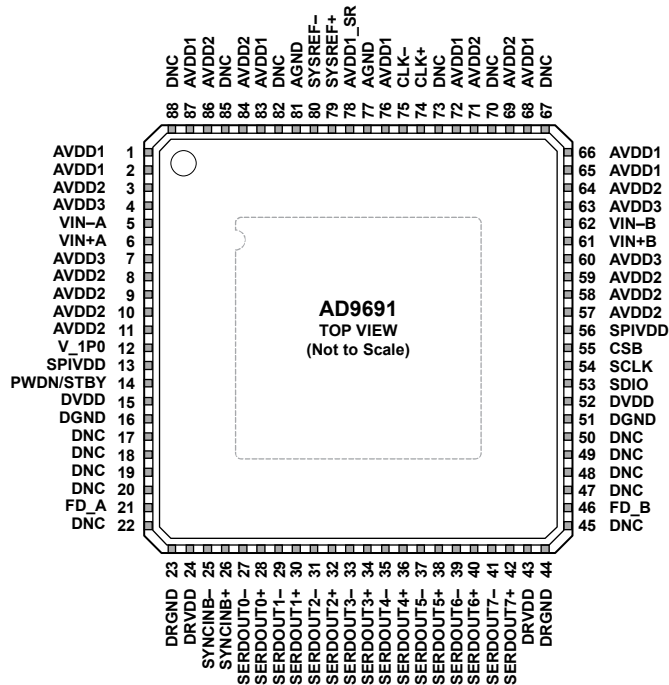 88 DNC
87 AVDD1
86 AVDD2
85 DNC
84 AVDD2
83 AVDD1
82 DNC
81 AGND
80 SYSREF–
79 SYSREF+
78 AVDD1_SR
77 AGND
76 AVDD1
75 CLK–
74 CLK+
73 DNC
72 AVDD1
71 AVDD2
70 DNC
69 AVDD2
68 AVDD1
67 DNC
AVDD1 1
AVDD1 2
AVDD2 3
AVDD3 4
VIN–A 5
VIN+A 6
AVDD3 7
AVDD2 8
AVDD2 9
AVDD2 10
AVDD2 11
V_1P0 12
SPIVDD 13
PWDN/STBY 14
DVDD 15
DGND 16
DNC 17
DNC 18
DNC 19
DNC 20
FD_A 21
DNC 22
AD9691
TOP VIEW
(Not to Scale)
66 AVDD1
65 AVDD1
64 AVDD2
63 AVDD3
62 VIN–B
61 VIN+B
60 AVDD3
59 AVDD2
58 AVDD2
57 AVDD2
56 SPIVDD
55 CSB
54 SCLK
53 SDIO
52 DVDD
51 DGND
50 DNC
49 DNC
48 DNC
47 DNC
46 FD_B
45 DNC
DRGND 23
DRVDD 24
SYNCINB– 25
SYNCINB+ 26
SERDOUT0– 27
SERDOUT0+ 28
SERDOUT1– 29
SERDOUT1+ 30
SERDOUT2– 31
SERDOUT2+ 32
SERDOUT3– 33
SERDOUT3+ 34
SERDOUT4– 35
SERDOUT4+ 36
SERDOUT5– 37
SERDOUT5+ 38
SERDOUT6– 39
SERDOUT6+ 40
SERDOUT7– 41
SERDOUT7+ 42
DRVDD 43
DRGND 44